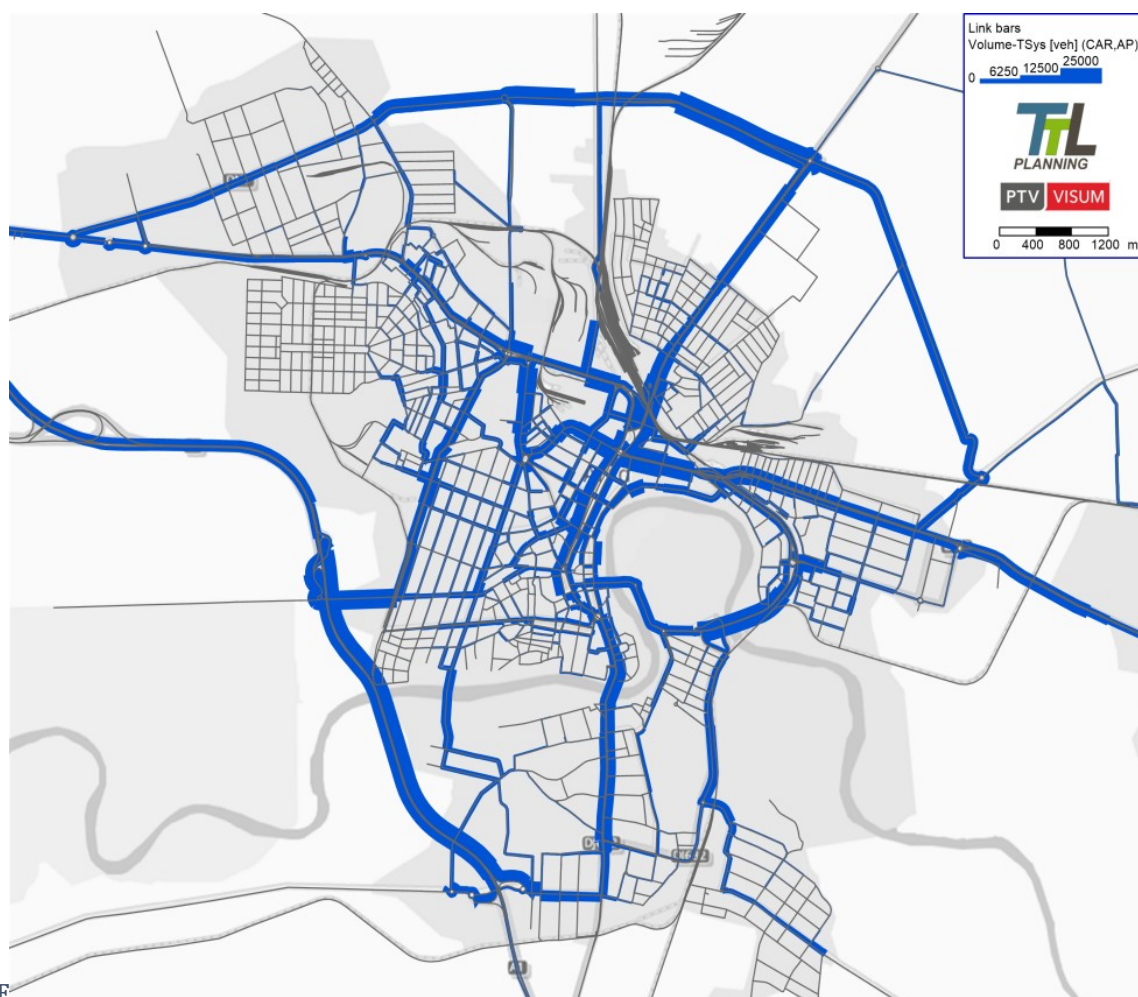 Link bars
Volume-TSys [veh] (CAR,AP)
0 6250 12500 25000
TTL
PLANNING
PTV VISUM
0 400 800 1200 m